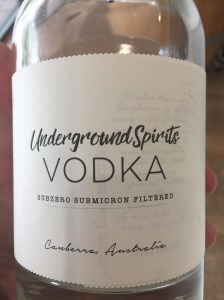 Underground Spirits
VODKA
SUBZERO SUBMICRON FILTERED
Canberra, Australia